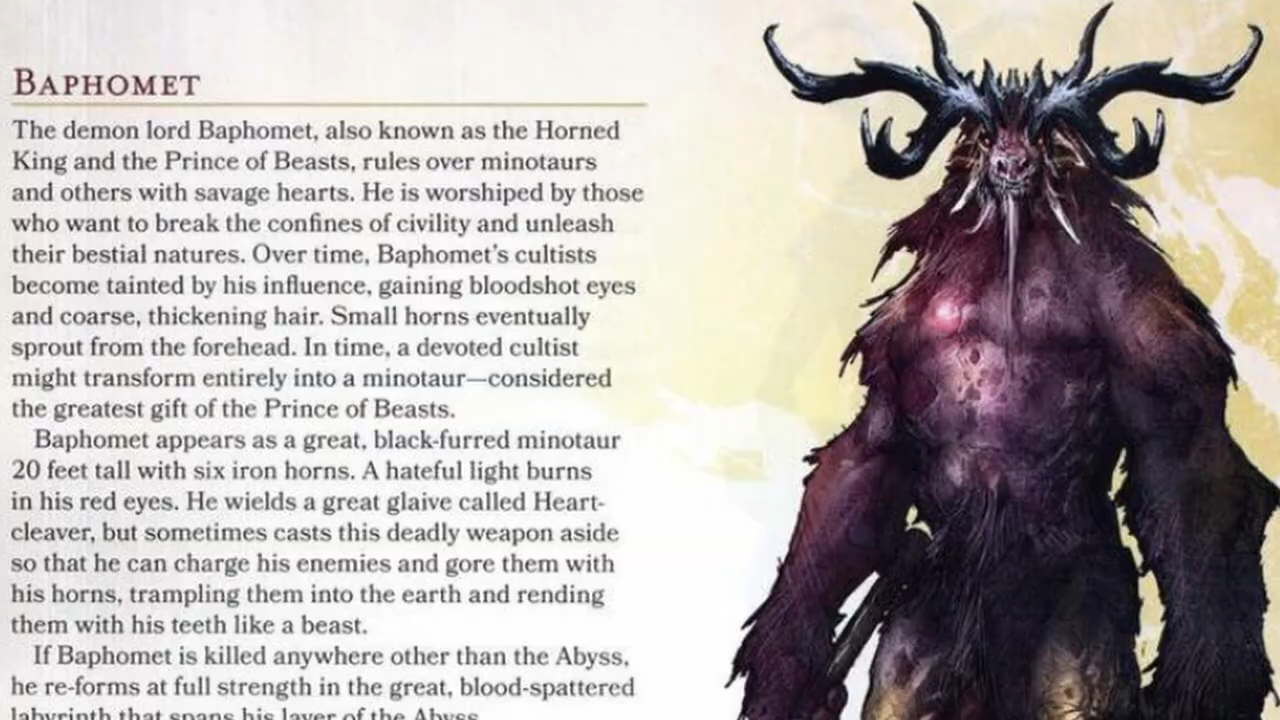 BAPHOMET
The demon lord Baphomet, also known as the Horned
King and the Prince of Beasts, rules over minotaurs
and others with savage hearts. He is worshiped by those
who want to break the confines of civility and unleash
their bestial natures. Over time, Baphomet's cultists
become tainted by his influence, gaining bloodshot eyes
and coarse, thickening hair. Small horns eventually
sprout from the forehead. In time, a devoted cultist
might transform entirely into a minotaur—considered
the greatest gift of the Prince of Beasts.
Baphomet appears as a great, black-furred minotaur
20 feet tall with six iron horns. A hateful light burns
in his red eyes. He wields a great glaive called Heart-
cleaver, but sometimes casts this deadly weapon aside
so that he can charge his enemies and gore them with
his horns, trampling them into the earth and rending
them with his teeth like a beast.
If Baphomet is killed anywhere other than the Abyss,
he re-forms at full strength in the great, blood-spattered
labyrinth that spans his layer of the Abyss.